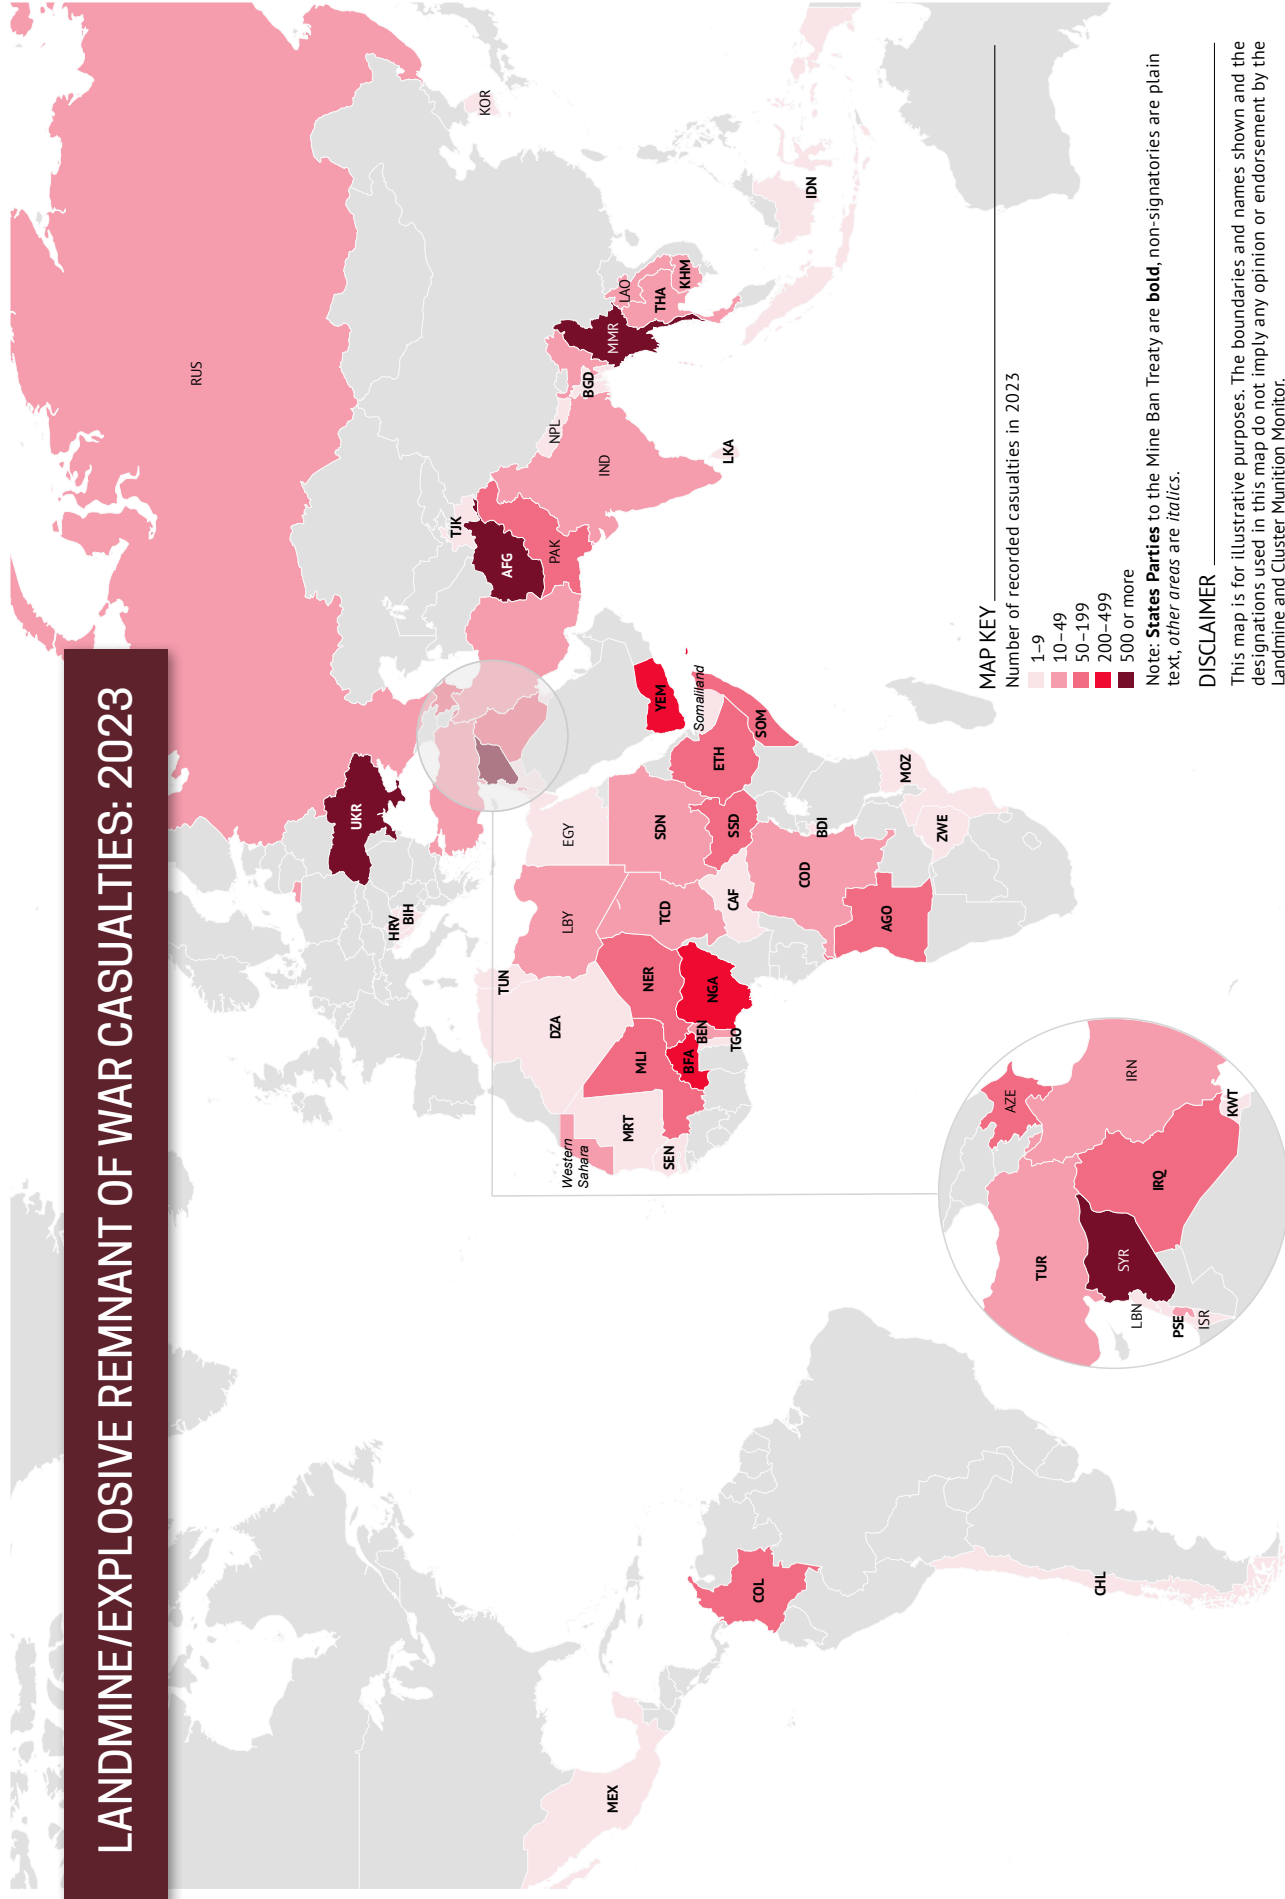 LANDMINE/EXPLOSIVE REMNANT OF WAR CASUALTIES: 2023
RUS
UKR
KOR
HRV
BIH
TJK
AFG
PAK
NPL
IND
BGD
MMR
LAO
THA
KHM
LKA
IDN
MEX
TUN
DZA
LBY
EGY
Western
Sahara
MRT
SEN
MLI
NER
TCD
SDN
BFA
BEN
TGO
NGA
CAF
SSD
ETH
YEM
Somaliland
SOM
COL
COD
BDI
AGO
ZWE
MOZ
CHL
TUR
AZE
IRN
SYR
IRQ
LBN
PSE
ISR
KWT
MAP KEY
Number of recorded casualties in 2023
1–9
10–49
50–199
200–499
500 or more
Note: States Parties to the Mine Ban Treaty are bold, non-signatories are plain
text, other areas are italics.
DISCLAIMER
This map is for illustrative purposes. The boundaries and names shown and the
designations used in this map do not imply any opinion or endorsement by the
Landmine and Cluster Munition Monitor.